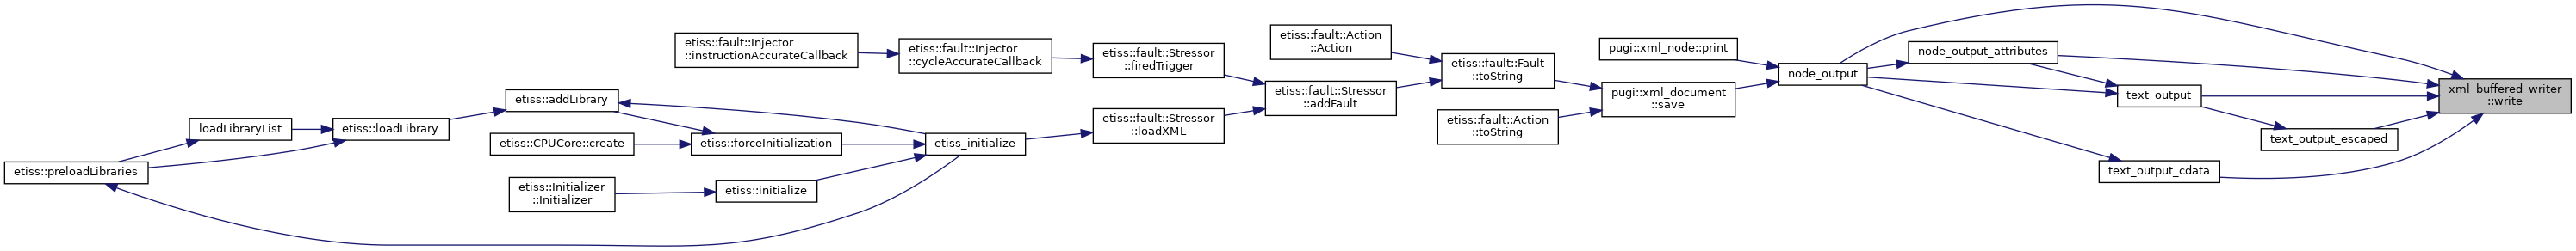 etiss::preloadLibraries
loadLibraryList
etiss::loadLibrary
etiss::addLibrary
etiss::CPUCore::create
etiss::Initializer
::Initializer
etiss::fault::Injector
::instructionAccurateCallback
etiss::forceInitialization
etiss::initialize
etiss::fault::Injector
::cycleAccurateCallback
etiss_initialize
etiss::fault::Stressor
::firedTrigger
etiss::fault::Stressor
::loadXML
etiss::fault::Action
::Action
etiss::fault::Stressor
::addFault
etiss::fault::Fault
::toString
etiss::fault::Action
::toString
pugi::xml_node::print
pugi::xml_document
::save
node_output
node_output_attributes
text_output
text_output_escaped
text_output_cdata
xml_buffered_writer
::write